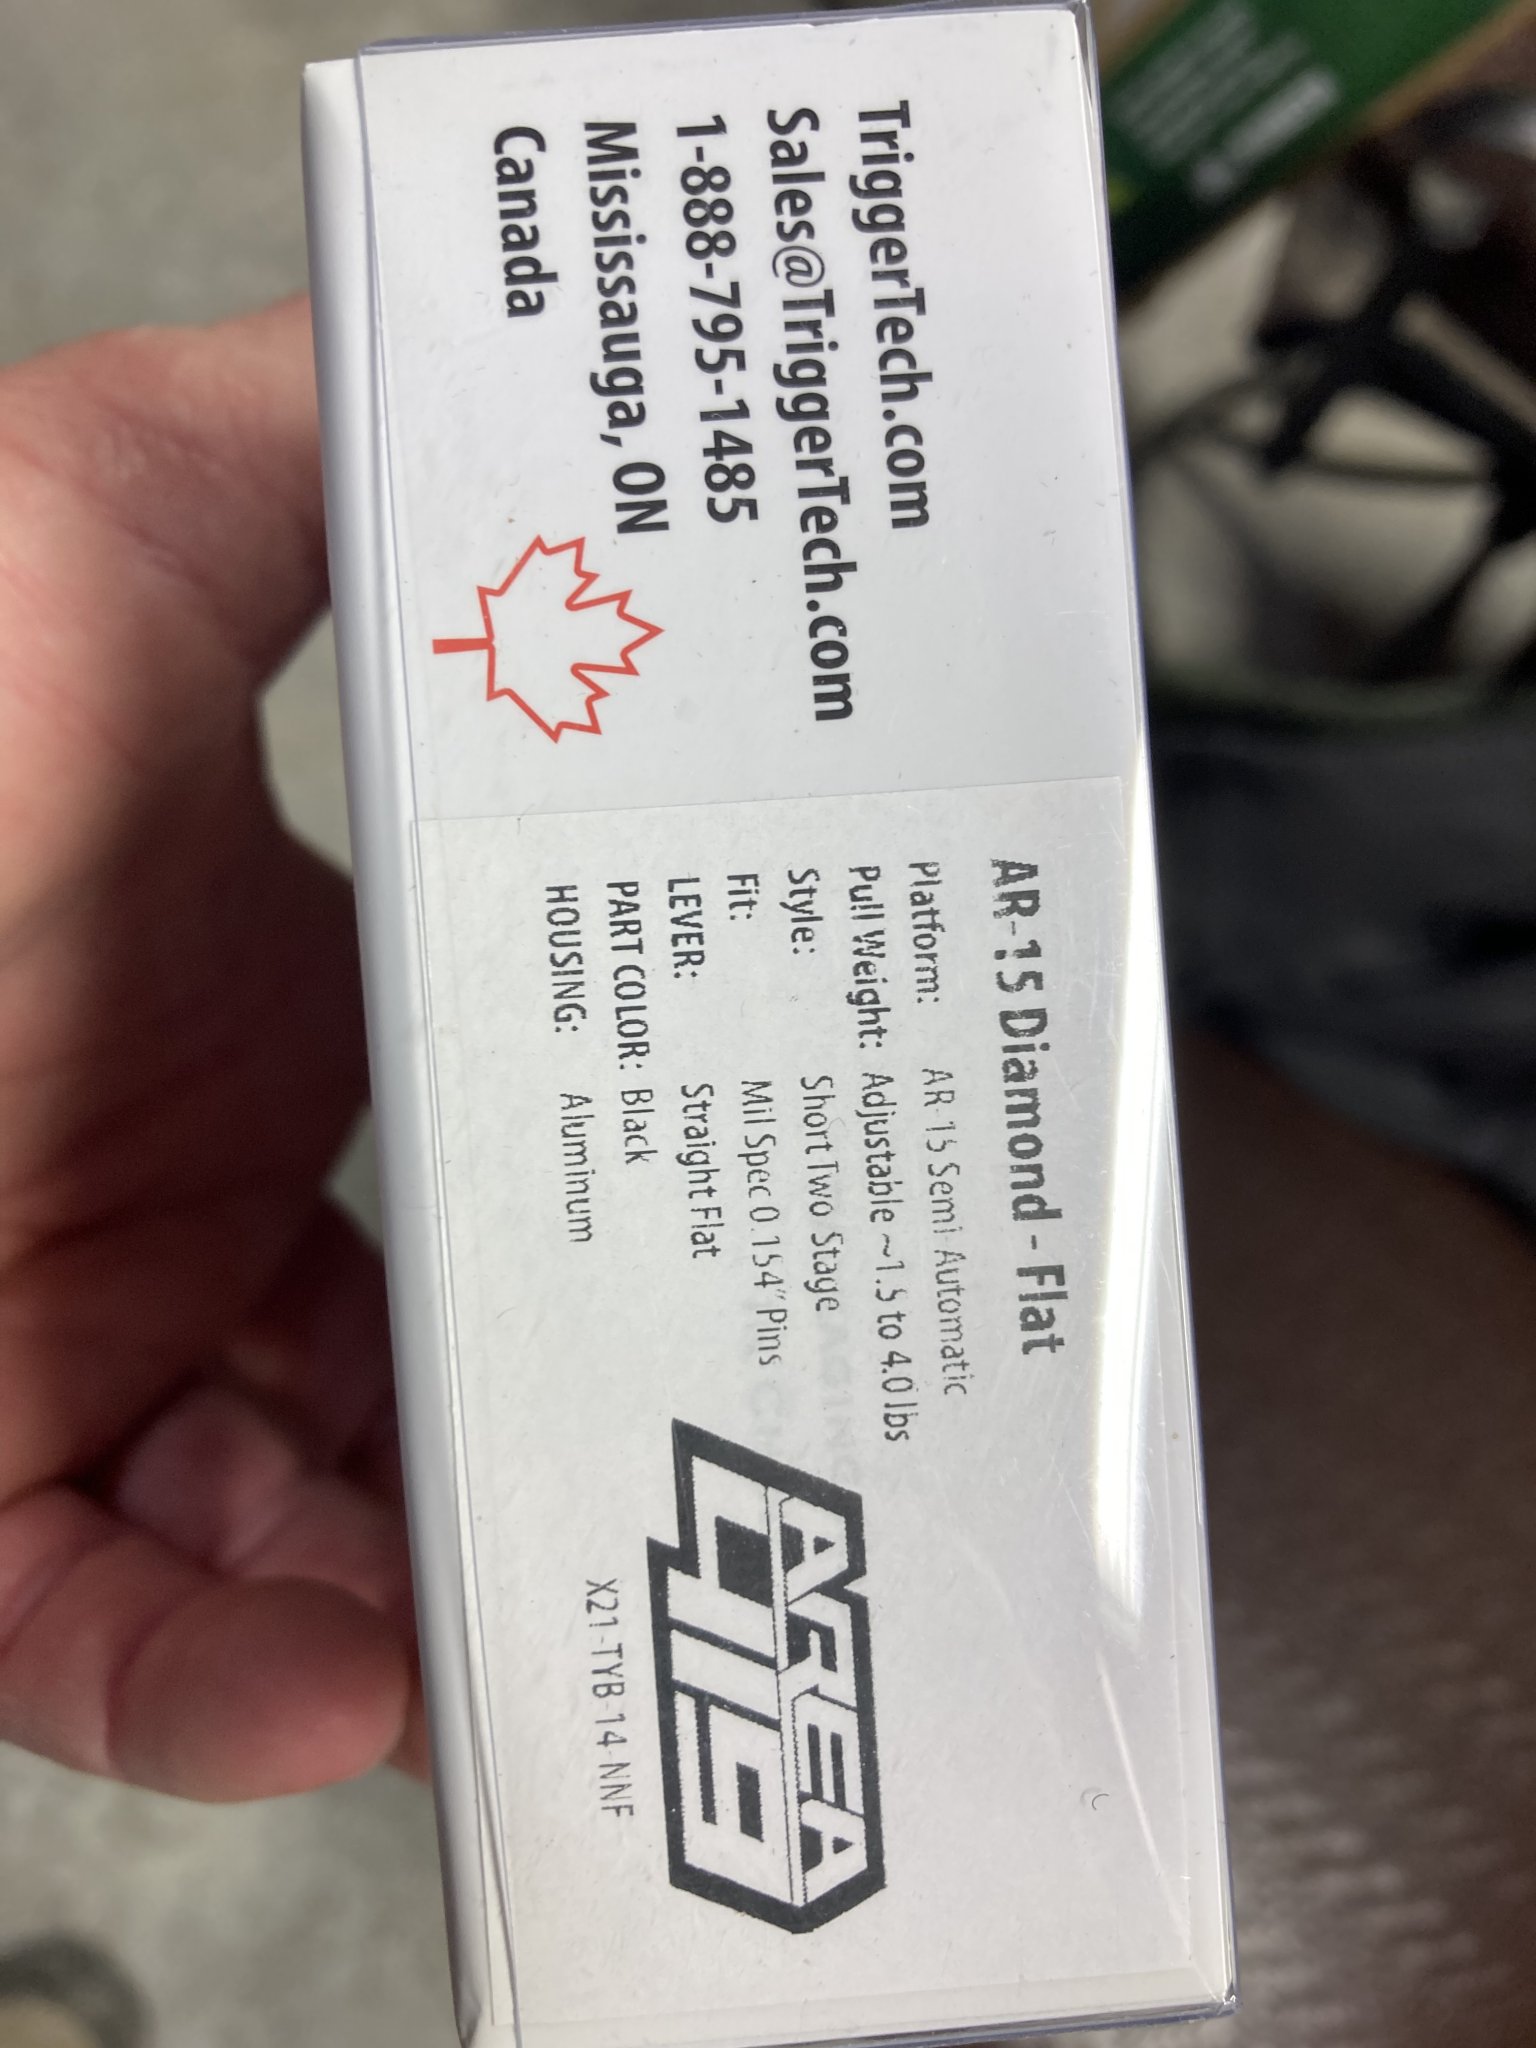 TriggerTech.com
Sales@TriggerTech.com
1-888-795-1485
Mississauga, ON
Canada
AR-15 Diamond - Flat
Platform: AR-15 Semi-Automatic
Pull Weight: Adjustable ~1.5 to 4.0 lbs
Style: Short Two Stage
Fit: Mil Spec 0.154" Pins
LEVER: Straight Flat
PART COLOR: Black
HOUSING: Aluminum
AREA
419
X21-TYB-14-NNF